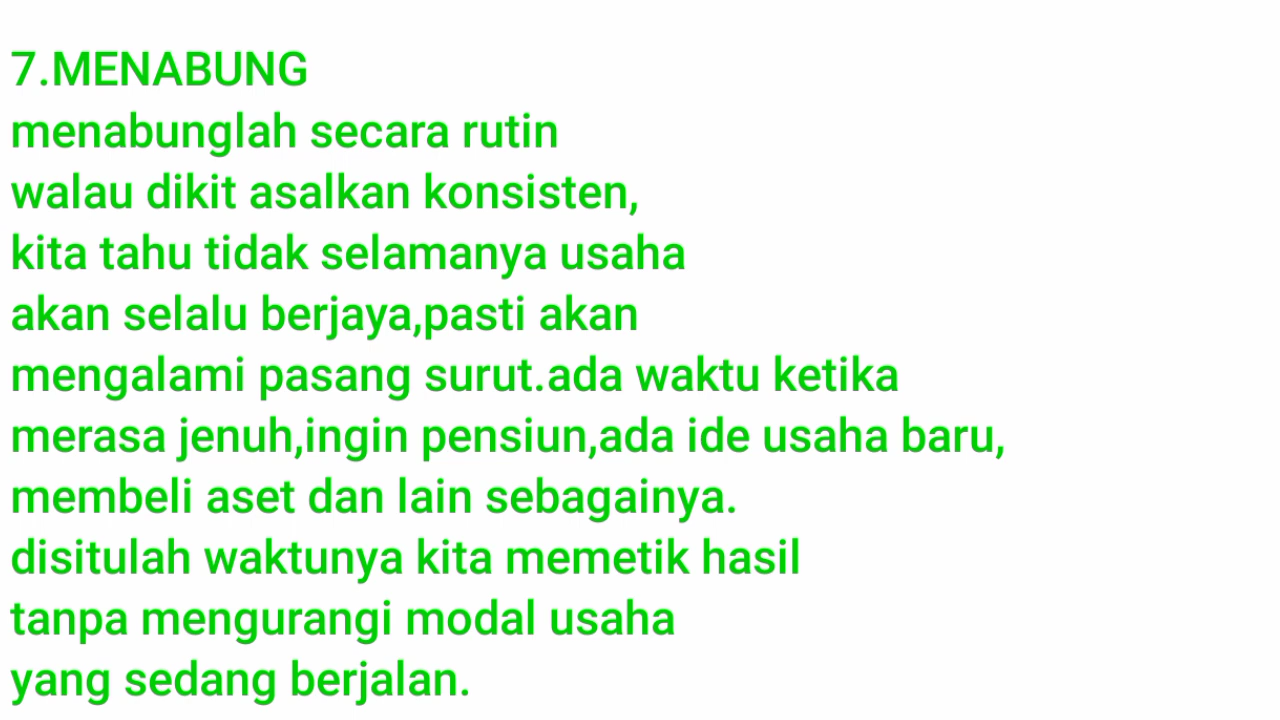 7.MENABUNG
menabunglah secara rutin
walau dikit asalkan konsisten,
kita tahu tidak selamanya usaha
akan selalu berjaya,pasti akan
mengalami pasang surut.ada waktu ketika
merasa jenuh,ingin pensiun,ada ide usaha baru,
membeli aset dan lain sebagainya.
disitulah waktunya kita memetik hasil
tanpa mengurangi modal usaha
yang sedang berjalan.